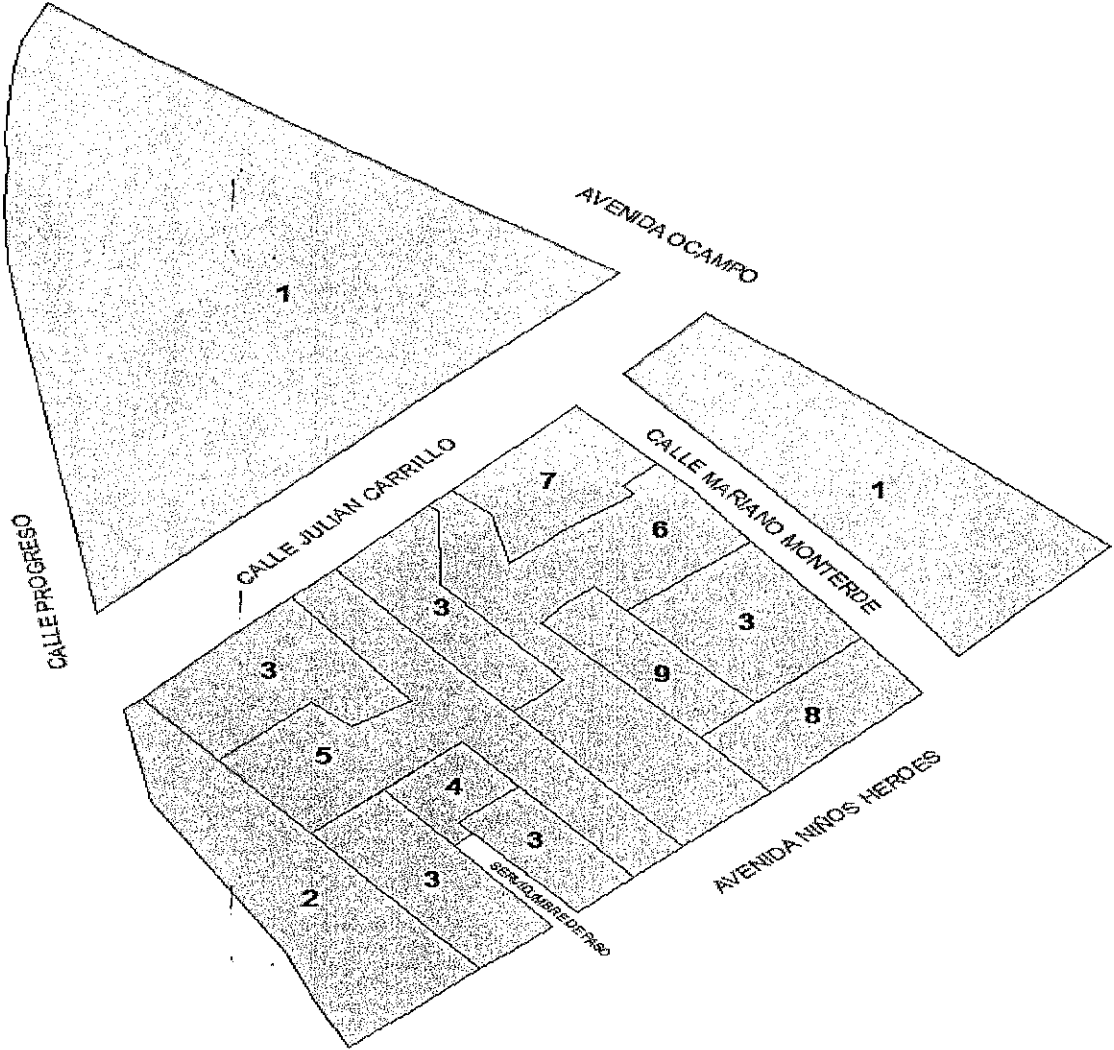 AVENIDA OCAMPO
1
CALLE JULIAN CARRILLO
CALLE MARIANO MONTERDE
1
CALLE PROGRESO
7
6
3
3
3
9
8
5
4
3
3
2
SERVIDUMBRE DE PASO
AVENIDA NIÑOS HEROES